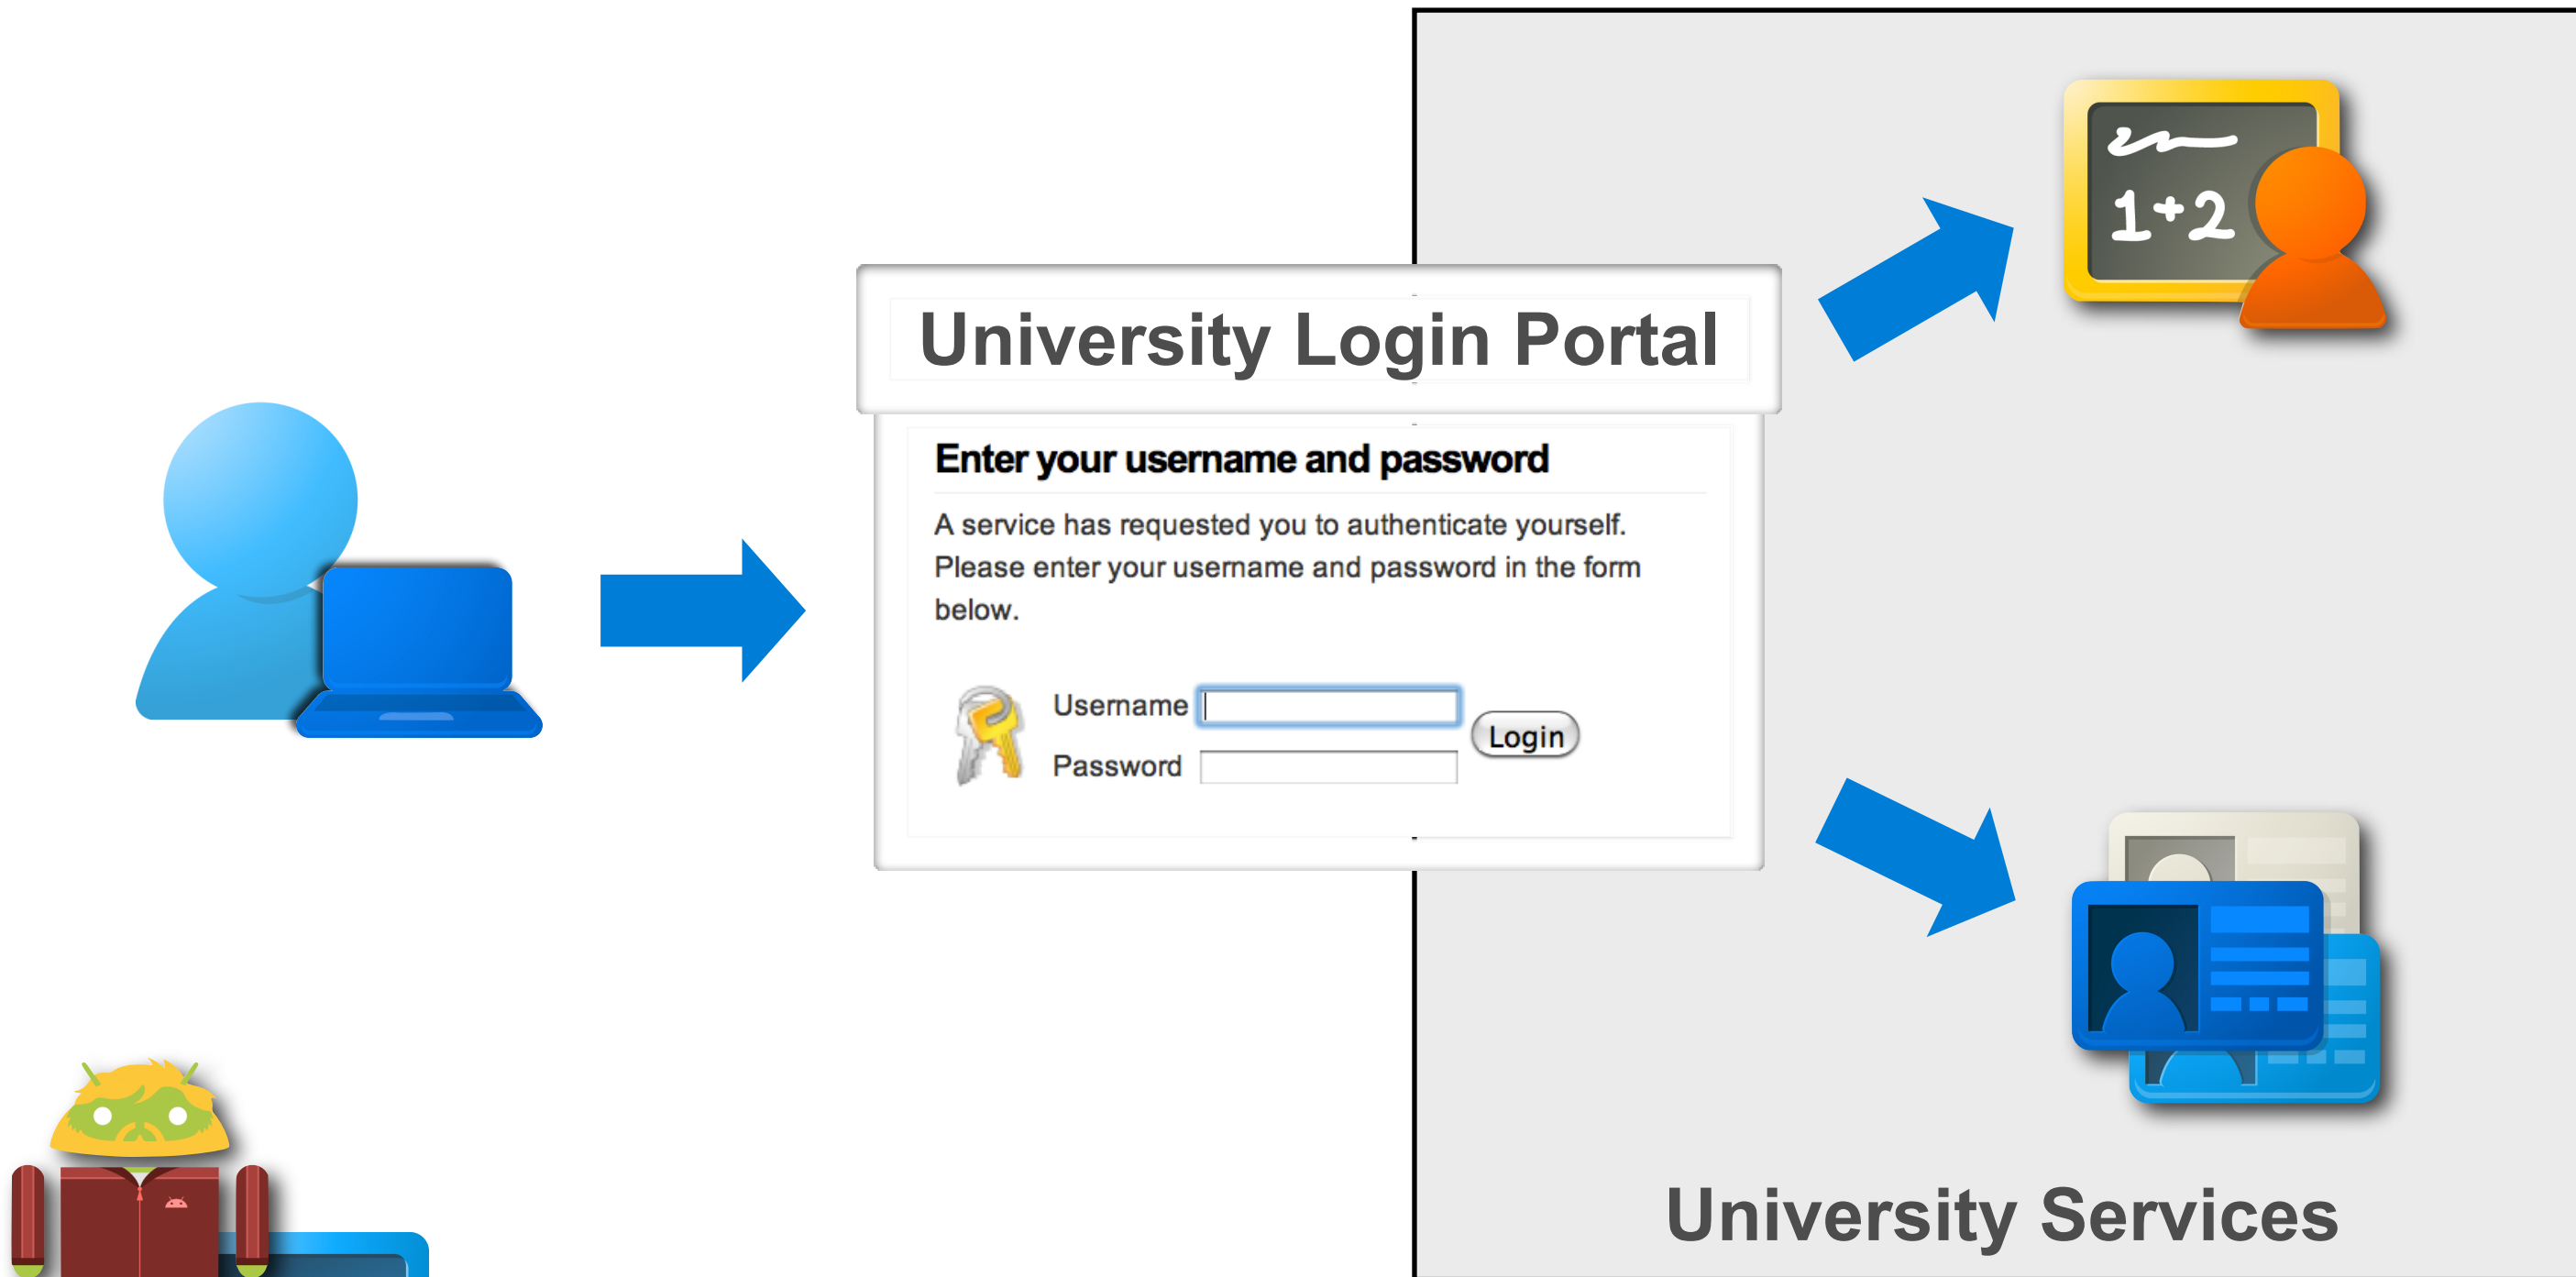 1+2
University Login Portal
Enter your username and password
A service has requested you to authenticate yourself.
Please enter your username and password in the form
below.
Username
Login
Password
University Services